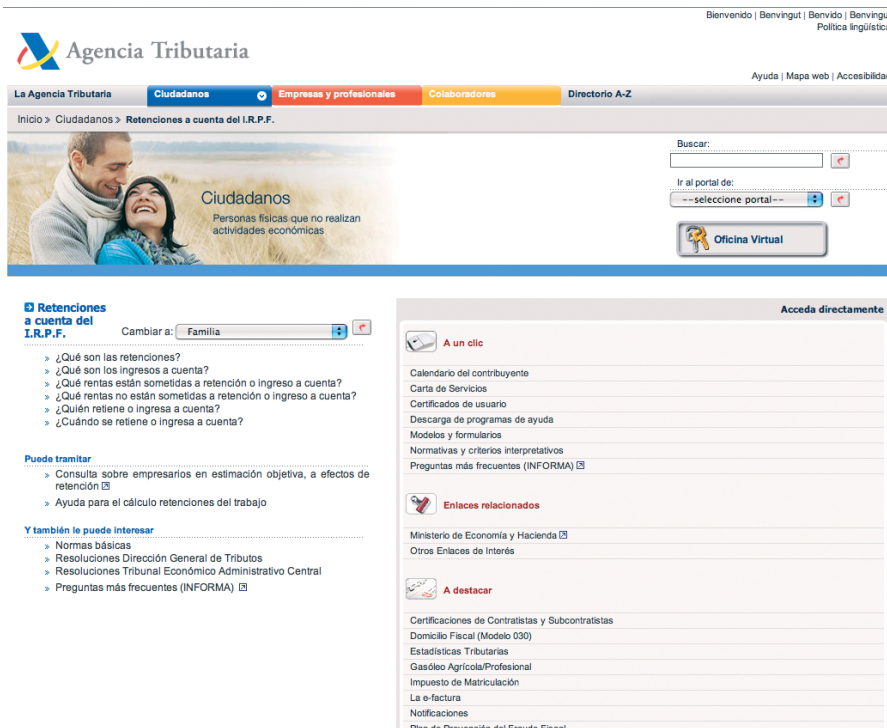 Bienvenido | Benvingut | Benvido | Benvingu
Política lingüística
Agencia Tributaria
Ayuda | Mapa web | Accesibilidad
La Agencia Tributaria
Ciudadanos
Empresas y profesionales
Colaboradores
Directorio A-Z
Inicio » Ciudadanos » Retenciones a cuenta del I.R.P.F.
Ciudadanos
Personas físicas que no realizan
actividades económicas
Buscar:
Ir al portal de:
--seleccione portal--
Oficina Virtual
Retenciones
a cuenta del
I.R.P.F.
Cambiar a: Familia
» ¿Qué son las retenciones?
» ¿Qué son los ingresos a cuenta?
» ¿Qué rentas están sometidas a retención o ingreso a cuenta?
» ¿Qué rentas no están sometidas a retención o ingreso a cuenta?
» ¿Quién retiene o ingresa a cuenta?
» ¿Cuándo se retiene o ingresa a cuenta?
Puede tramitar
» Consulta sobre empresarios en estimación objetiva, a efectos de
retención
» Ayuda para el cálculo retenciones del trabajo
Y también le puede interesar
» Normas básicas
» Resoluciones Dirección General de Tributos
» Resoluciones Tribunal Económico Administrativo Central
» Preguntas más frecuentes (INFORMA)
Acceda directamente
A un clic
Calendario del contribuyente
Carta de Servicios
Certificados de usuario
Descarga de programas de ayuda
Modelos y formularios
Normativas y criterios interpretativos
Preguntas más frecuentes (INFORMA)
Enlaces relacionados
Ministerio de Economía y Hacienda
Otros Enlaces de Interés
A destacar
Certificaciones de Contratistas y Subcontratistas
Domicilio Fiscal (Modelo 030)
Estadísticas Tributarias
Gasóleo Agrícola/Profesional
Impuesto de Matriculación
La e-factura
Notificaciones
Plan de Prevención del Fraude Fiscal